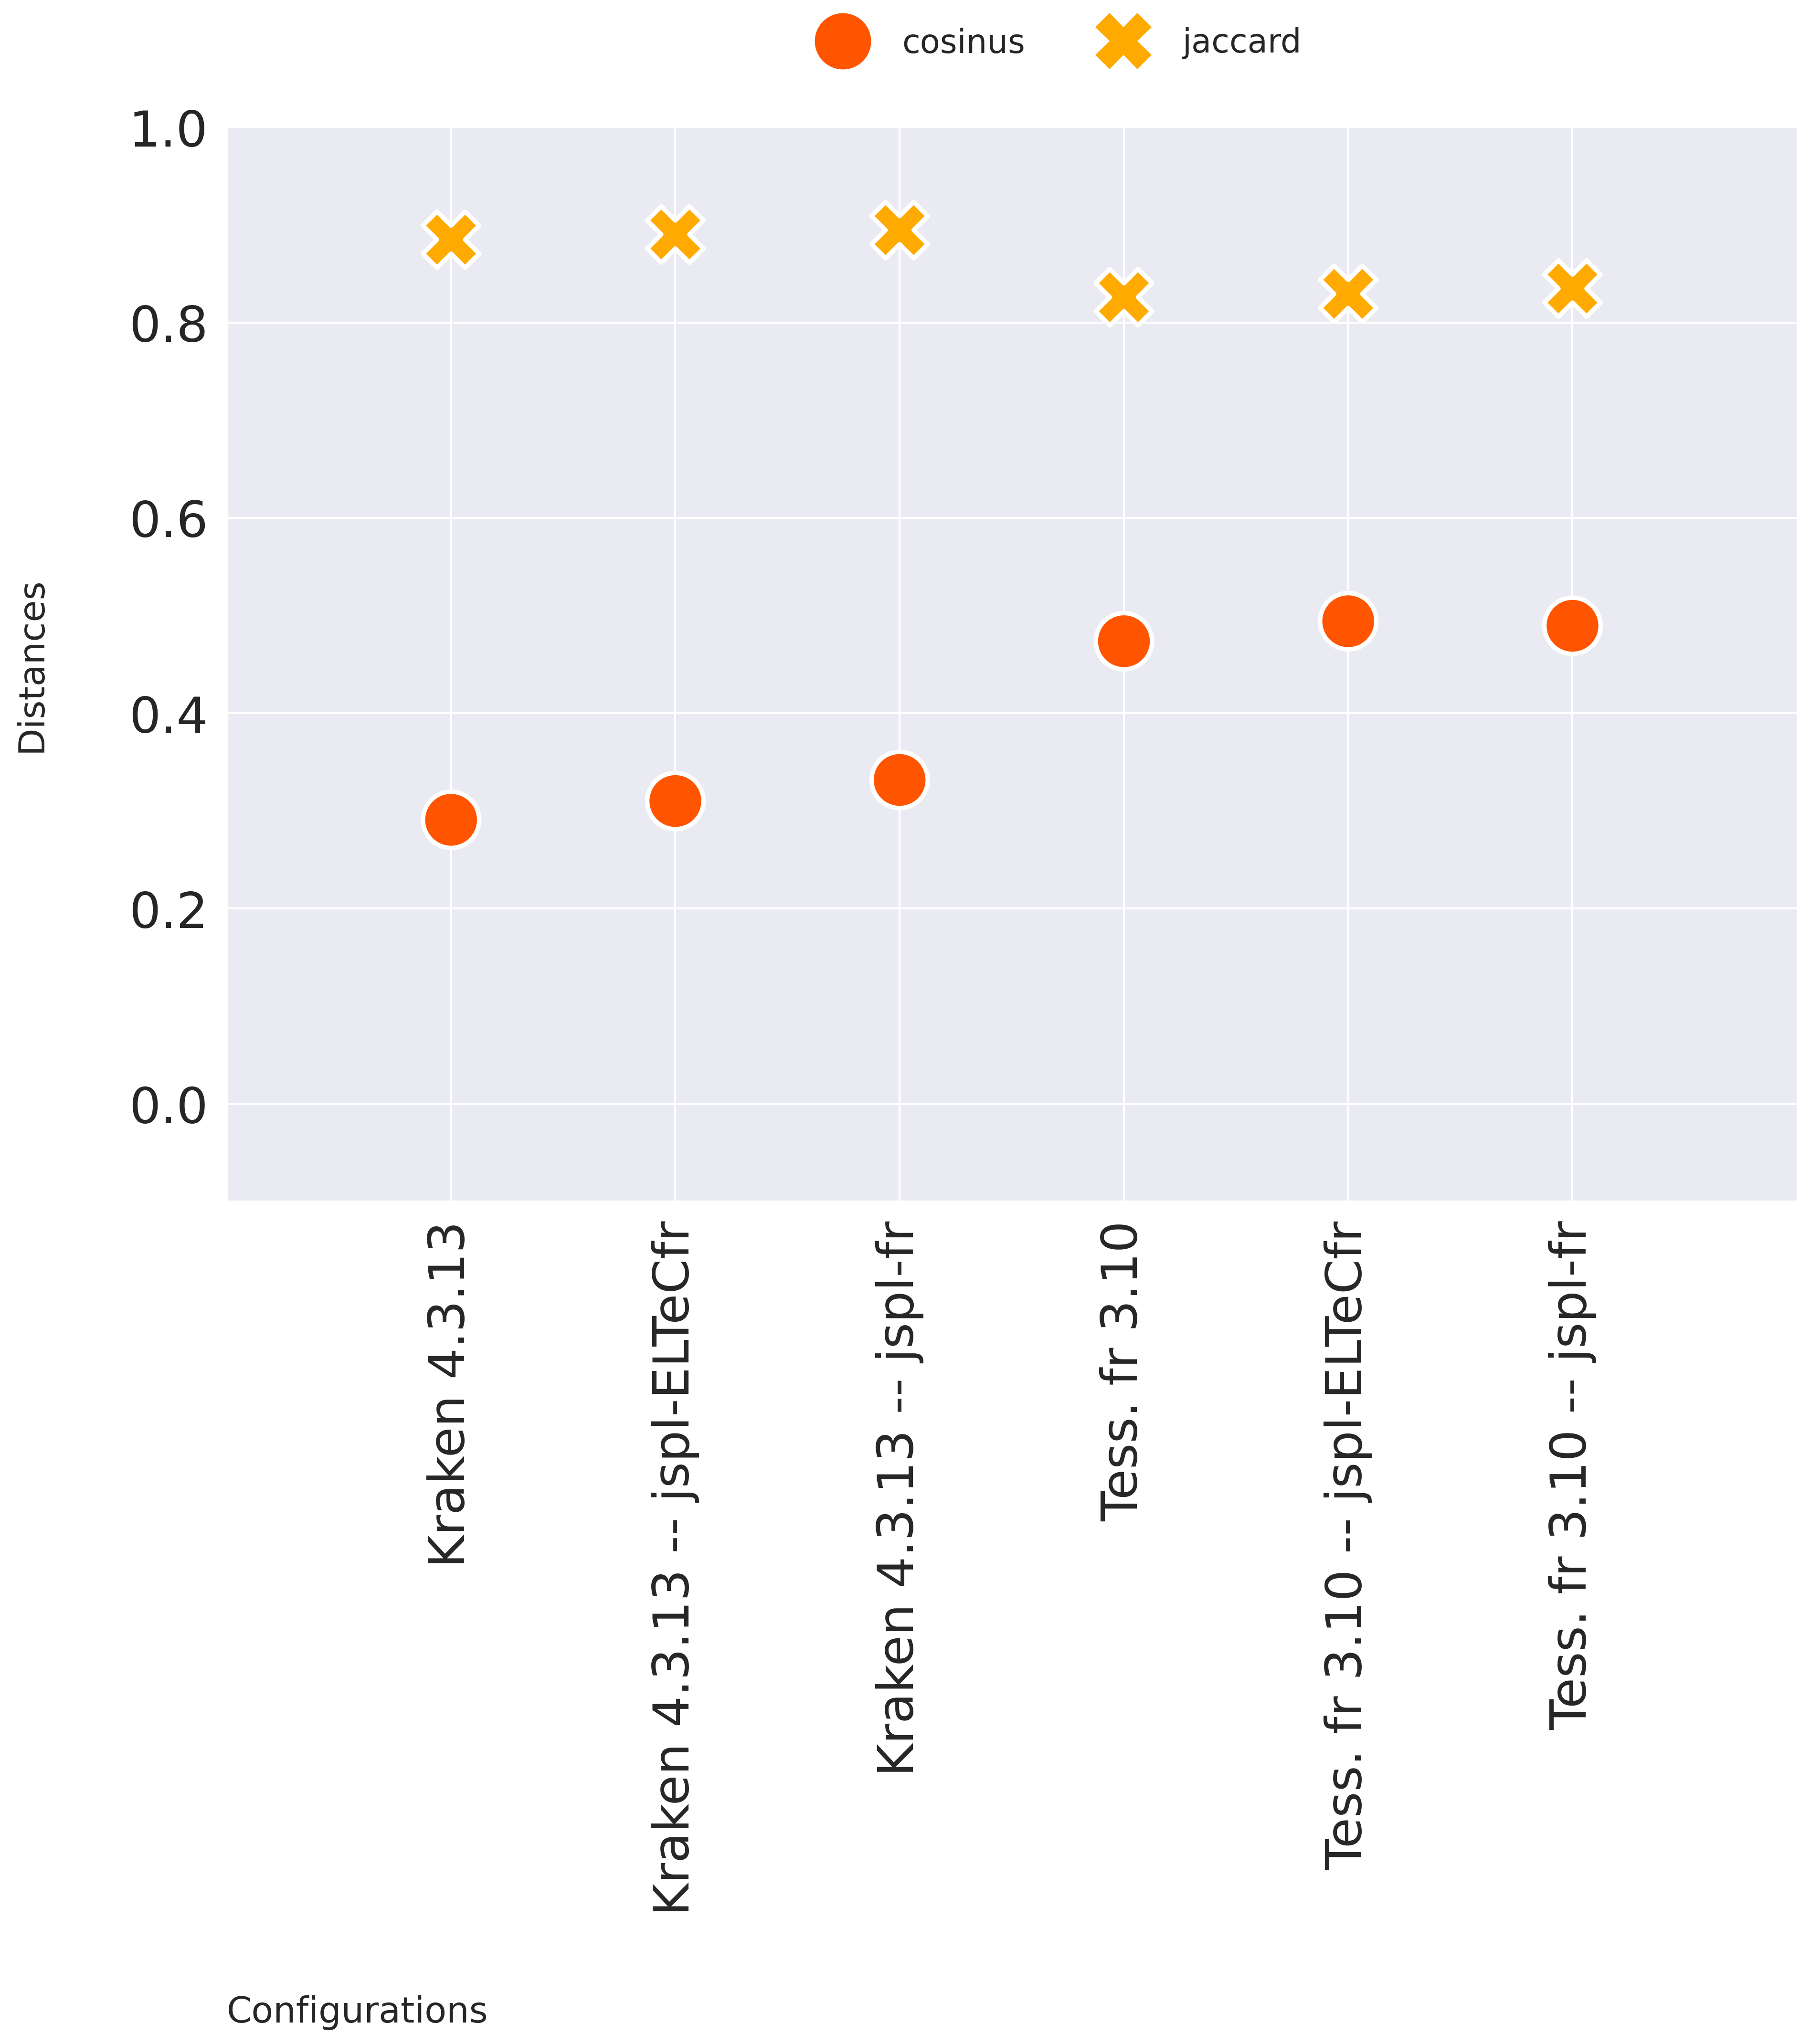 cosinus jaccard
1.0
0.8
0.6
0.4
0.2
0.0
Distances
Kraken 4.3.13
Kraken 4.3.13 -- jspl-ELTeCfr
Kraken 4.3.13 -- jspl-fr
Tess. fr 3.10
Tess. fr 3.10 -- jspl-ELTeCfr
Tess. fr 3.10 -- jspl-fr
Configurations